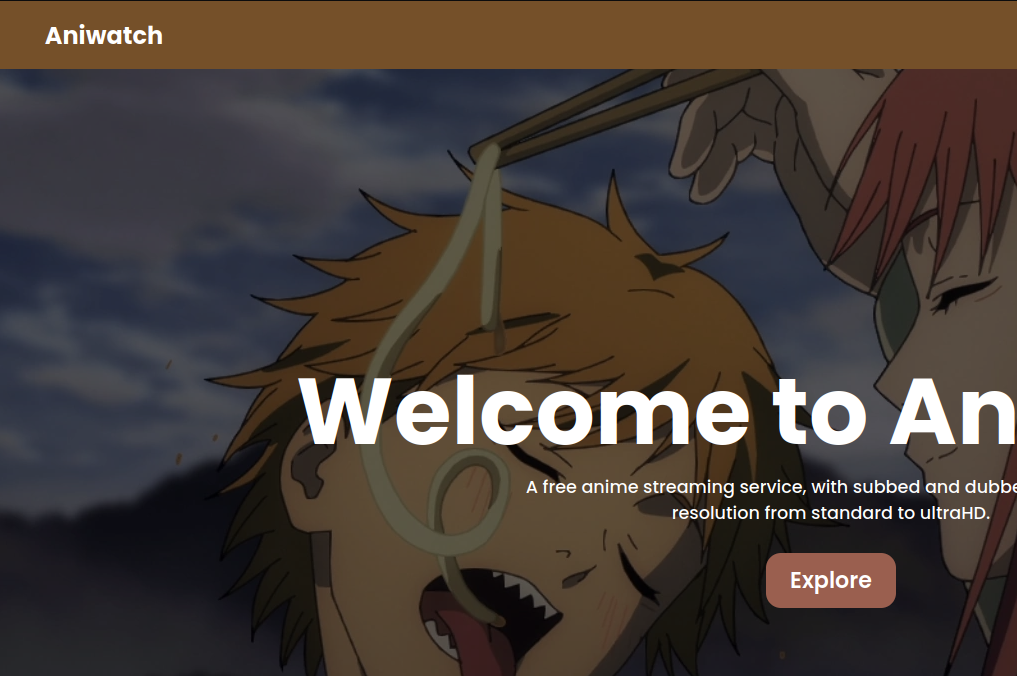 Aniwatch
Welcome to An
A free anime streaming service, with subbed and dubbe
resolution from standard to ultraHD.
Explore